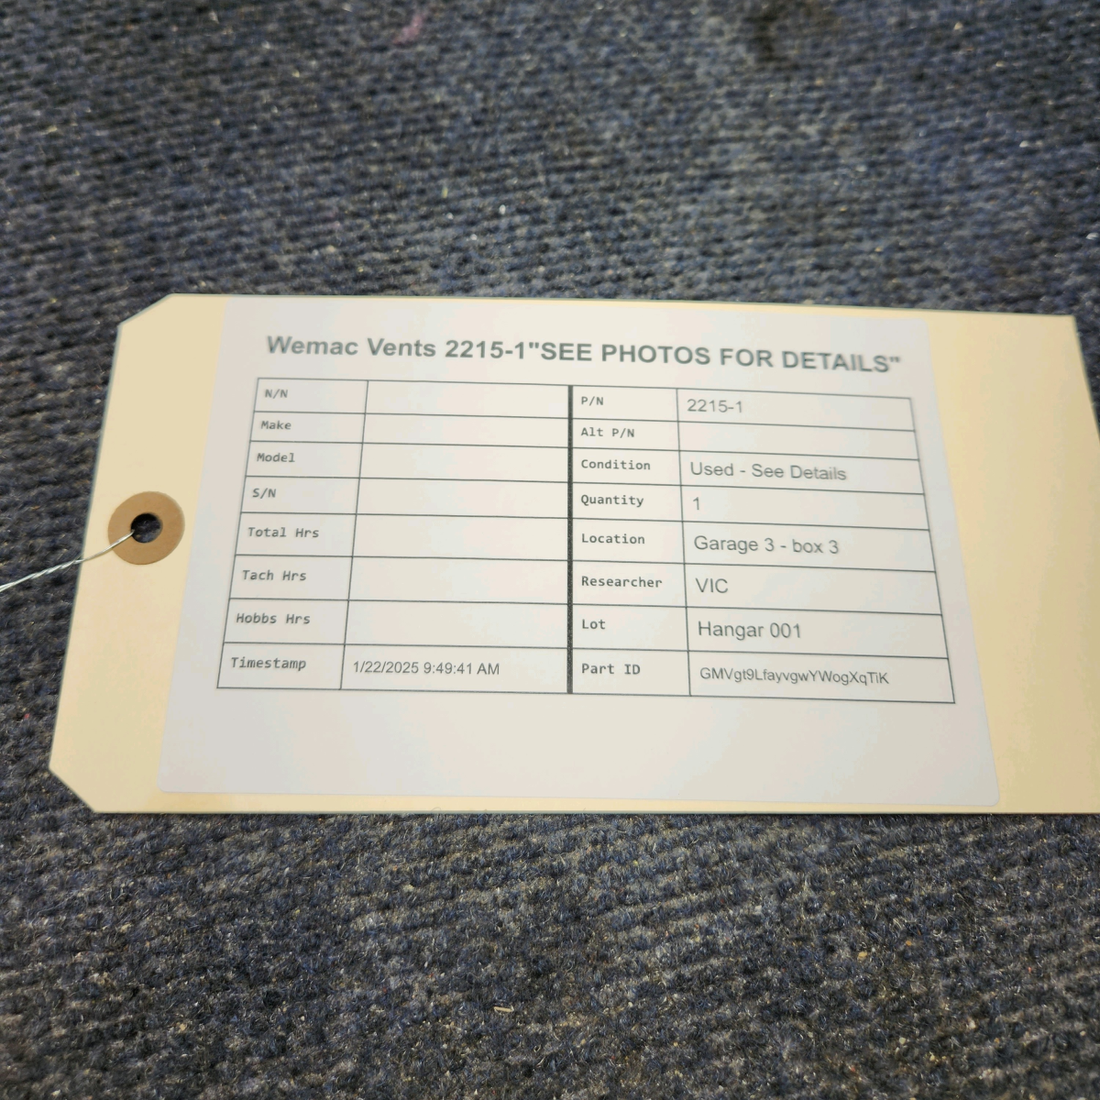 Wemac Vents 2215-1"SEE PHOTOS FOR DETAILS"
N/N
P/N 2215-1
Make
Alt P/N
Model
Condition Used - See Details
S/N
Quantity 1
Total Hrs
Location Garage 3 - box 3
Tach Hrs
Researcher VIC
Hobbs Hrs
Lot Hangar 001
Timestamp 1/22/2025 9:49:41 AM
Part ID GMVgt9LfayvgwYWogXqTiK